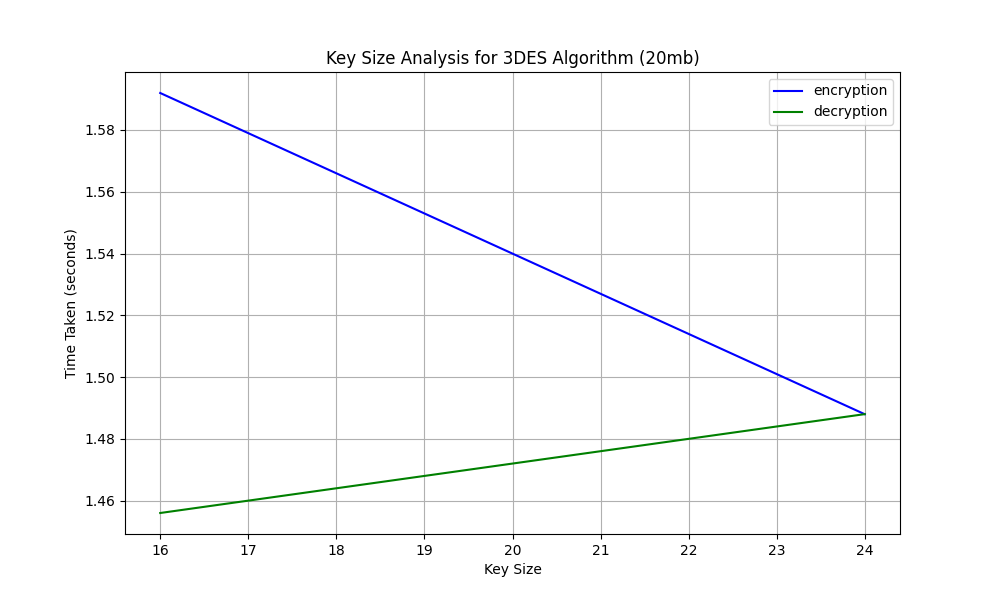 Key Size Analysis for 3DES Algorithm (20mb)
encryption
decryption
Time Taken (seconds)
1.58
1.56
1.54
1.52
1.50
1.48
1.46
16 17 18 19 20 21 22 23 24
Key Size